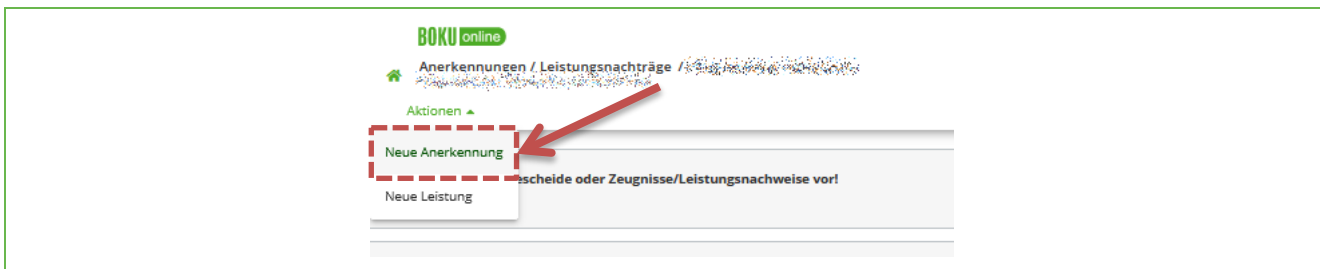 BOKU online
Anerkennungen / Leistungsnachträge /
Aktionen
Neue Anerkennung
escheide oder Zeugnisse/Leistungsnachweise vor!
Neue Leistung